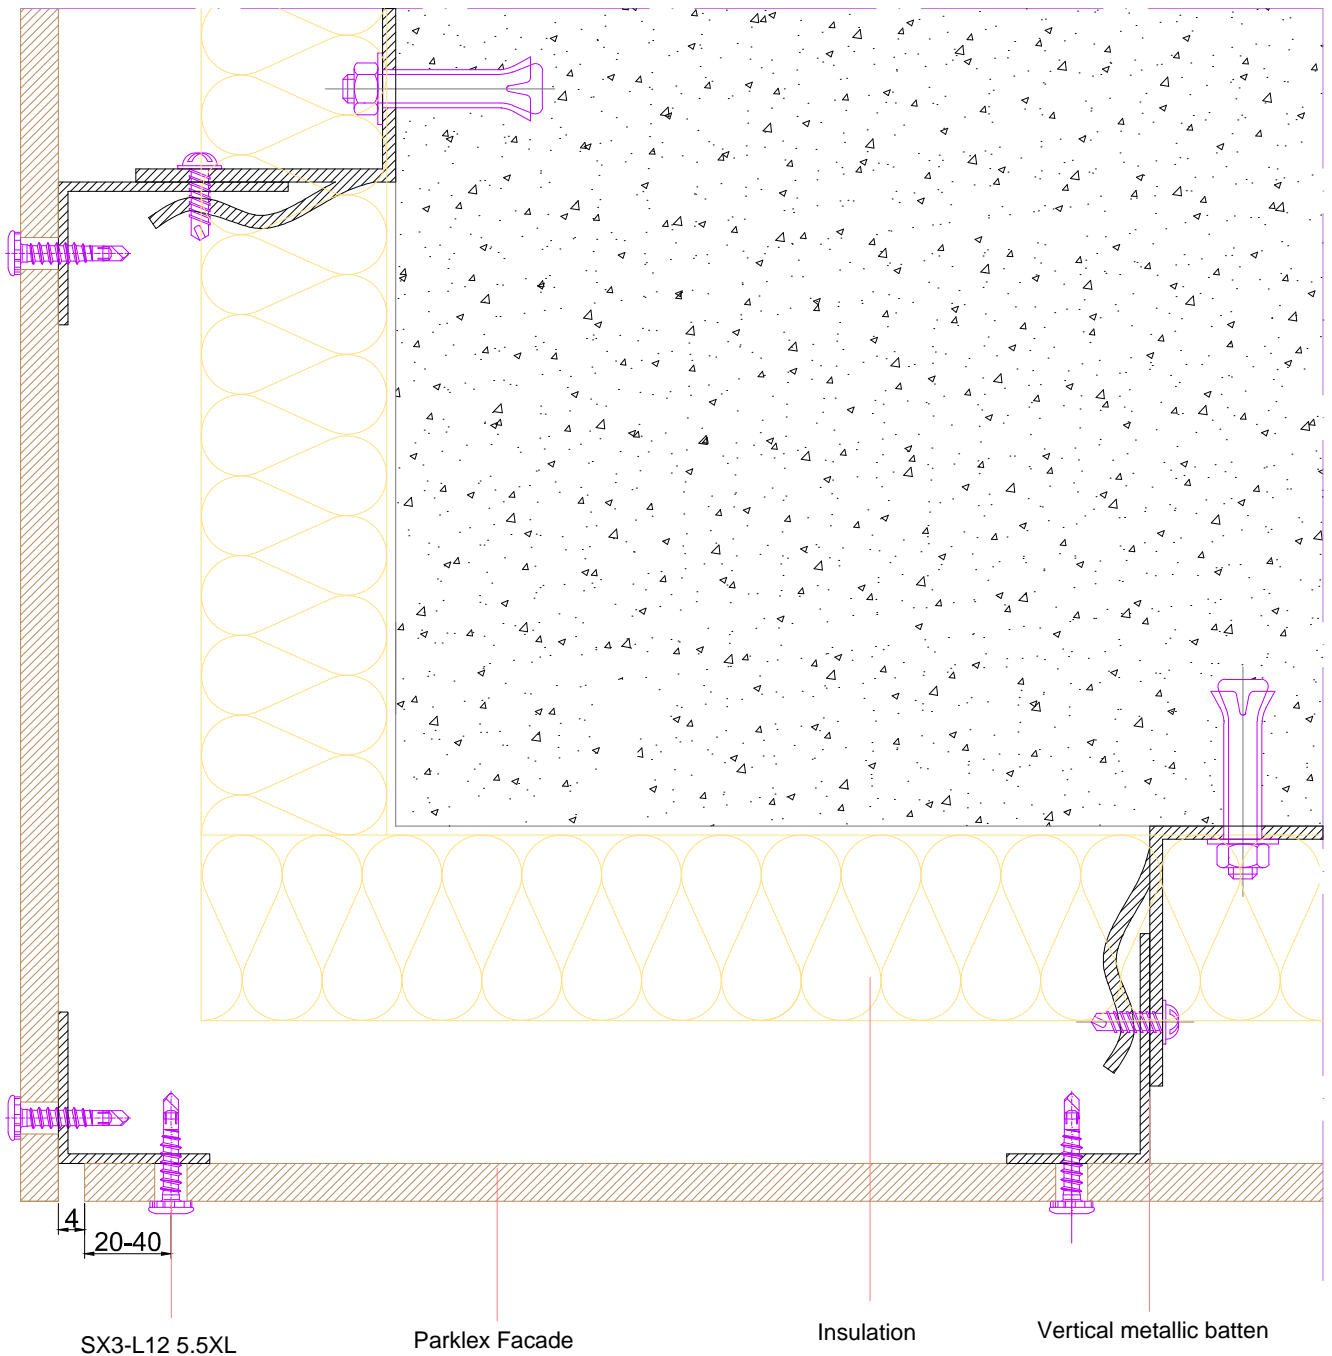 4
20-40
SX3-L12 5.5XL
Parklex Facade
Insulation
Vertical metallic batten